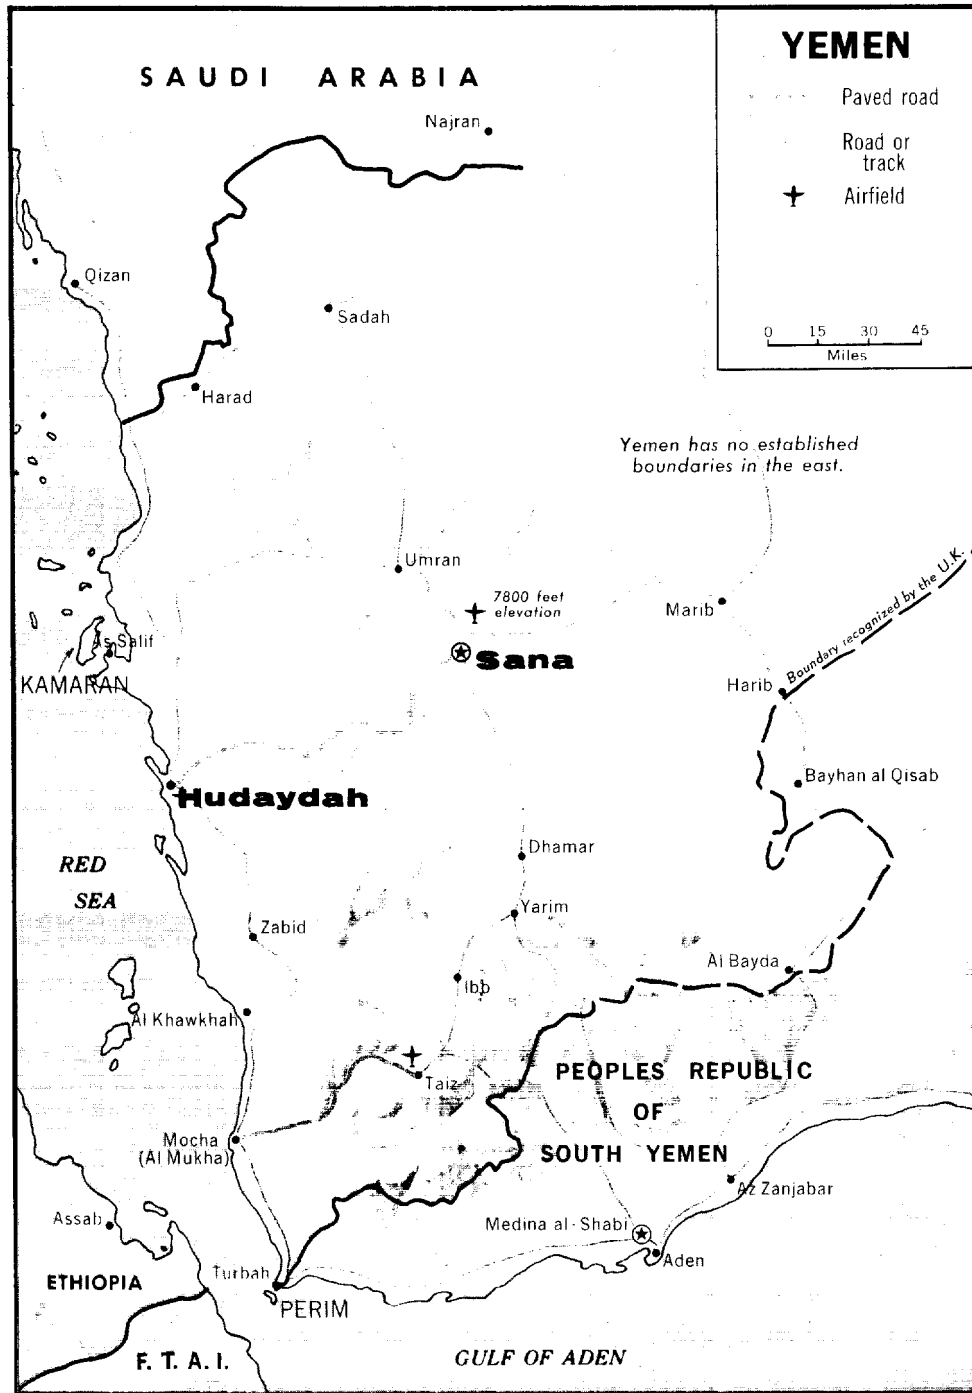 YEMEN
Paved road
Road or
track
Airfield
0 15 30 45
Miles
SAUDI ARABIA
Najran
Qizan
Sadah
Harad
Yemen has no established
boundaries in the east.
Umran
7800 feet
elevation
Marib
Boundary recognized by the U.K.
As Salif
Sana
KAMARAN
Harib
Bayhan al Qisab
Hudaydah
Dhamar
RED
SEA
Yarim
Zabid
Al Bayda
Ibb
Al Khawkhah
Taiz
PEOPLES REPUBLIC
OF
SOUTH YEMEN
Mocha
(Al Mukha)
Az Zanjabar
Assab
Medina al-Shabi
Aden
Turbah
ETHIOPIA
PERIM
F. T. A. I.
GULF OF ADEN